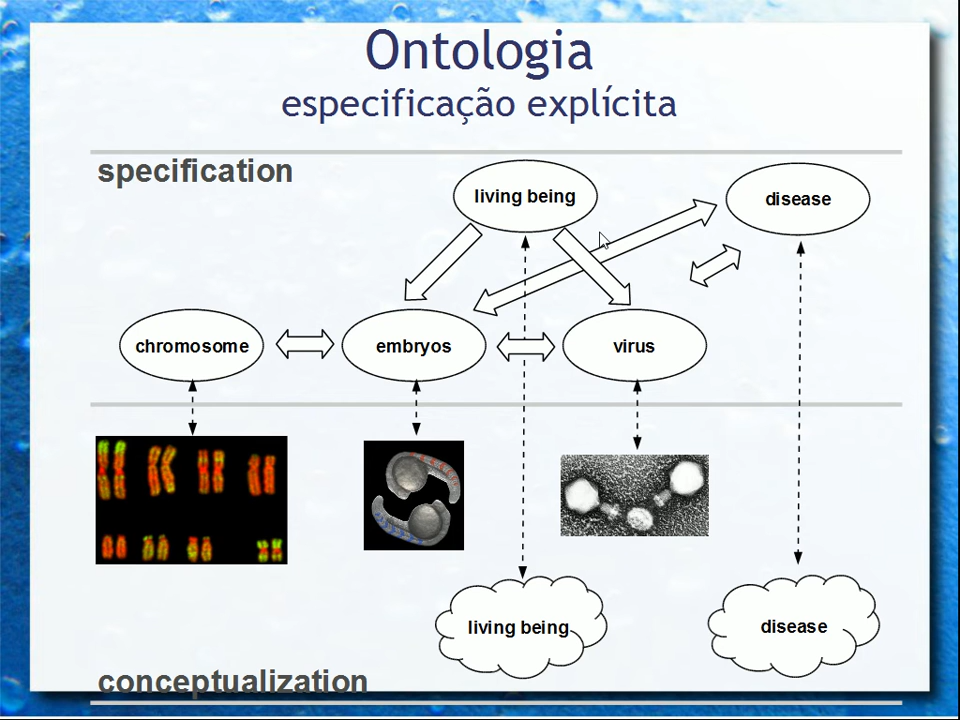 Ontologia
especificação explícita
specification
living being
disease
chromosome
embryos
virus
living being
disease
conceptualization